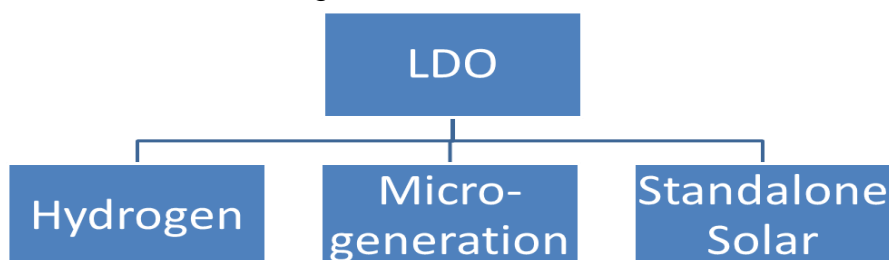 LDO
Hydrogen
Micro-
generation
Standalone
Solar